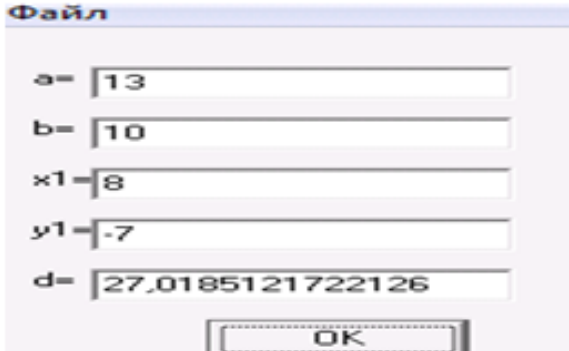 Файл
a= 13
b= 10
x1= 8
y1= -7
d= 27,0185121722126
OK